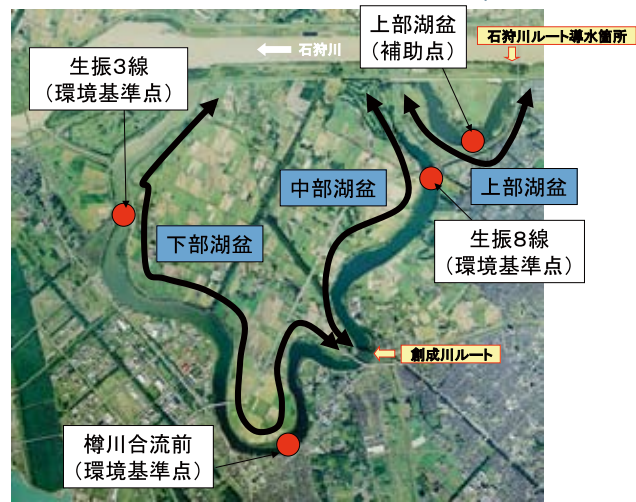 石狩川
上部湖盆
(補助点)
石狩川ルート導水箇所
生振3線
(環境基準点)
中部湖盆
上部湖盆
下部湖盆
生振8線
(環境基準点)
創成川ルート
樽川合流前
(環境基準点)